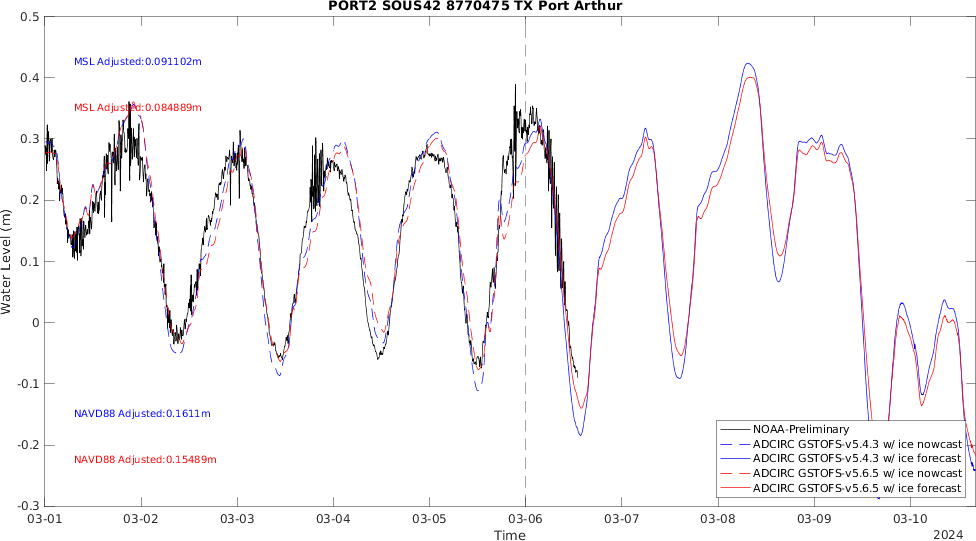 PORT2 SOUS42 8770475 TX Port Arthur
0.5
MSL Adjusted:0.091102m
0.4
MSL Adjusted:0.084889m
0.3
0.2
Water Level (m)
0.1
0
-0.1
NAVD88 Adjusted:0.1611m
NOAA-Preliminary
-0.2
ADCIRC GSTOFS-v5.4.3 w/ ice nowcast
NAVD88 Adjusted:0.15489m
ADCIRC GSTOFS-v5.4.3 w/ ice forecast
ADCIRC GSTOFS-v5.6.5 w/ ice nowcast
ADCIRC GSTOFS-v5.6.5 w/ ice forecast
-0.3
03-01 03-02 03-03 03-04 03-05 03-06 03-07 03-08 03-09 03-10
Time
2024